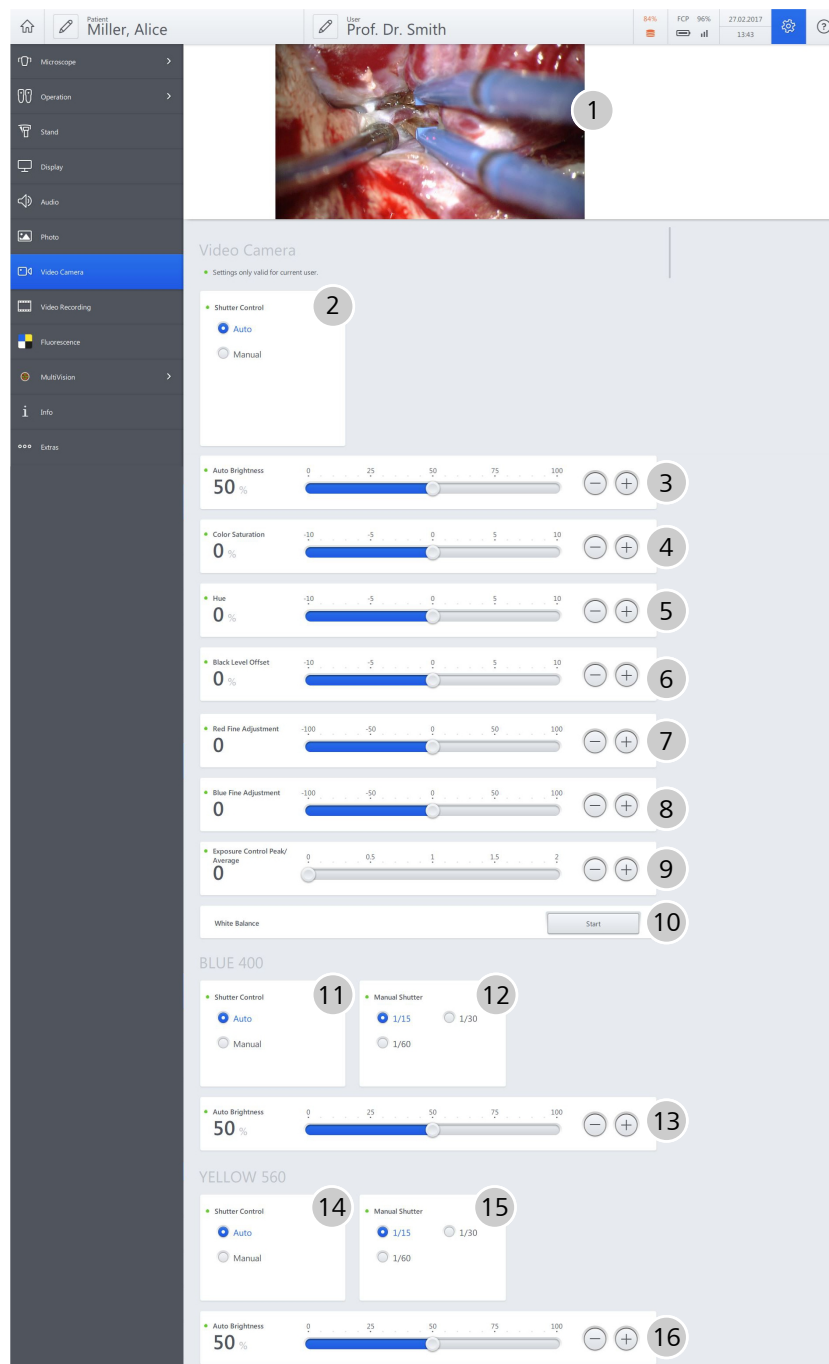 Patient
Miller, Alice
User
Prof. Dr. Smith
84%
FCP 96%
27.02.2017
13:43
?
Microscope
Operation
Stand
Display
Audio
Photo
Video Camera
Video Recording
Fluorescence
MultiVision
i Info
Extras
1
Video Camera
Settings only valid for current user.
Shutter Control
2
Auto
Manual
Auto Brightness
50 %
0 25 50 75 100
3
Color Saturation
0 %
-10 -5 0 5 10
4
Hue
0 %
-10 -5 0 5 10
5
Black Level Offset
0 %
-10 -5 0 5 10
6
Red Fine Adjustment
0
-100 -50 0 50 100
7
Blue Fine Adjustment
0
-100 -50 0 50 100
8
Exposure Control Peak/
Average
0
0 0.5 1 1.5 2
9
White Balance
Start
10
BLUE 400
Shutter Control
11
Auto
Manual
Manual Shutter
12
1/15 1/30
1/60
Auto Brightness
50 %
0 25 50 75 100
13
YELLOW 560
Shutter Control
14
Auto
Manual
Manual Shutter
15
1/15 1/30
1/60
Auto Brightness
50 %
0 25 50 75 100
16